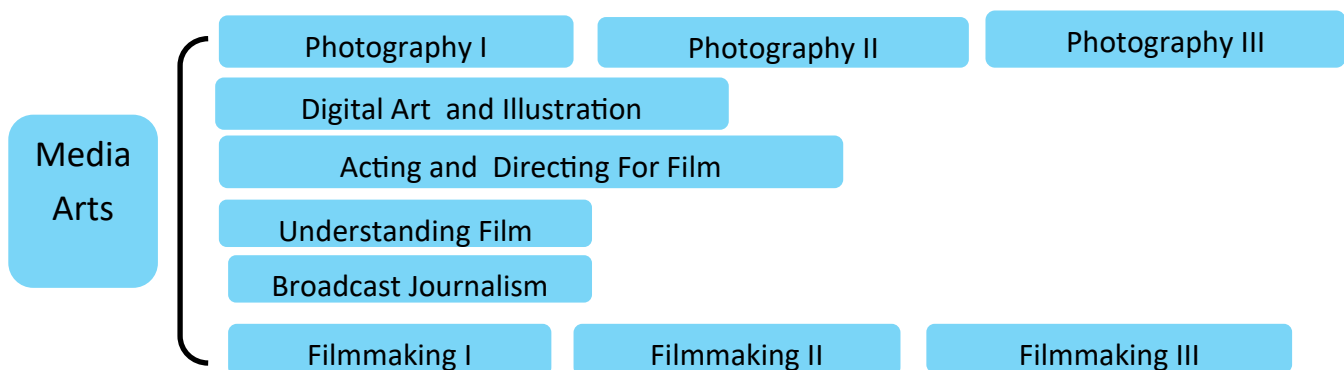 Media
Arts
Photography I
Photography II
Photography III
Digital Art and Illustration
Acting and Directing For Film
Understanding Film
Broadcast Journalism
Filmmaking I
Filmmaking II
Filmmaking III